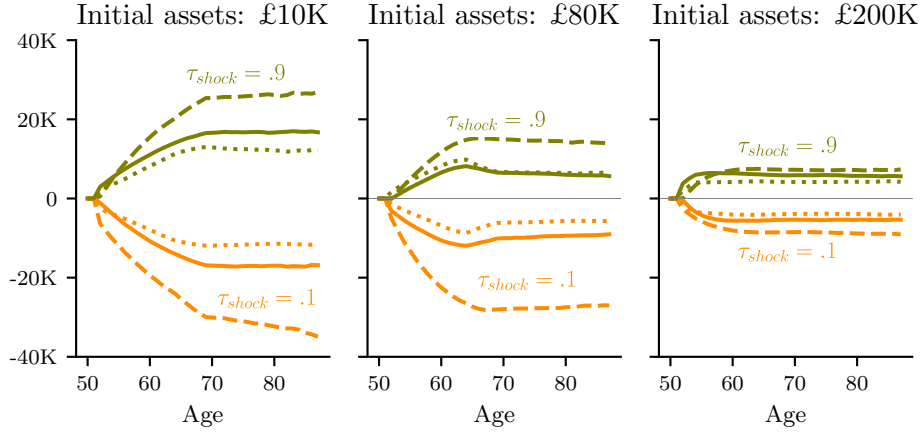 Initial assets: £10K
Initial assets: £80K
Initial assets: £200K
40K
20K
0
-20K
-40K
τshock = .9
τshock = .1
τshock = .9
τshock = .1
τshock = .9
τshock = .1
50 60 70 80
50 60 70 80
50 60 70 80
Age
Age
Age